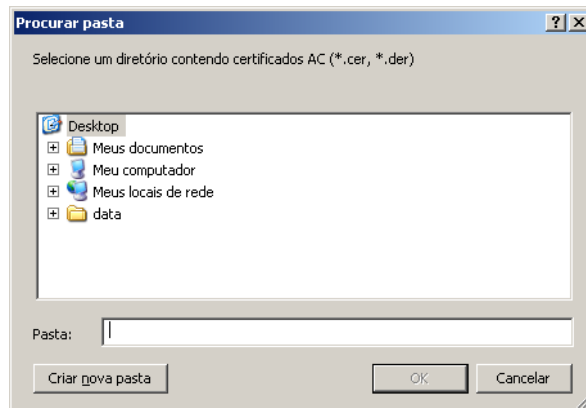 Procurar pasta
Selecione um diretório contendo certificados AC (*.cer, *.der)
Desktop
Meus documentos
Meu computador
Meus locais de rede
data
Pasta:
Criar nova pasta
OK
Cancelar